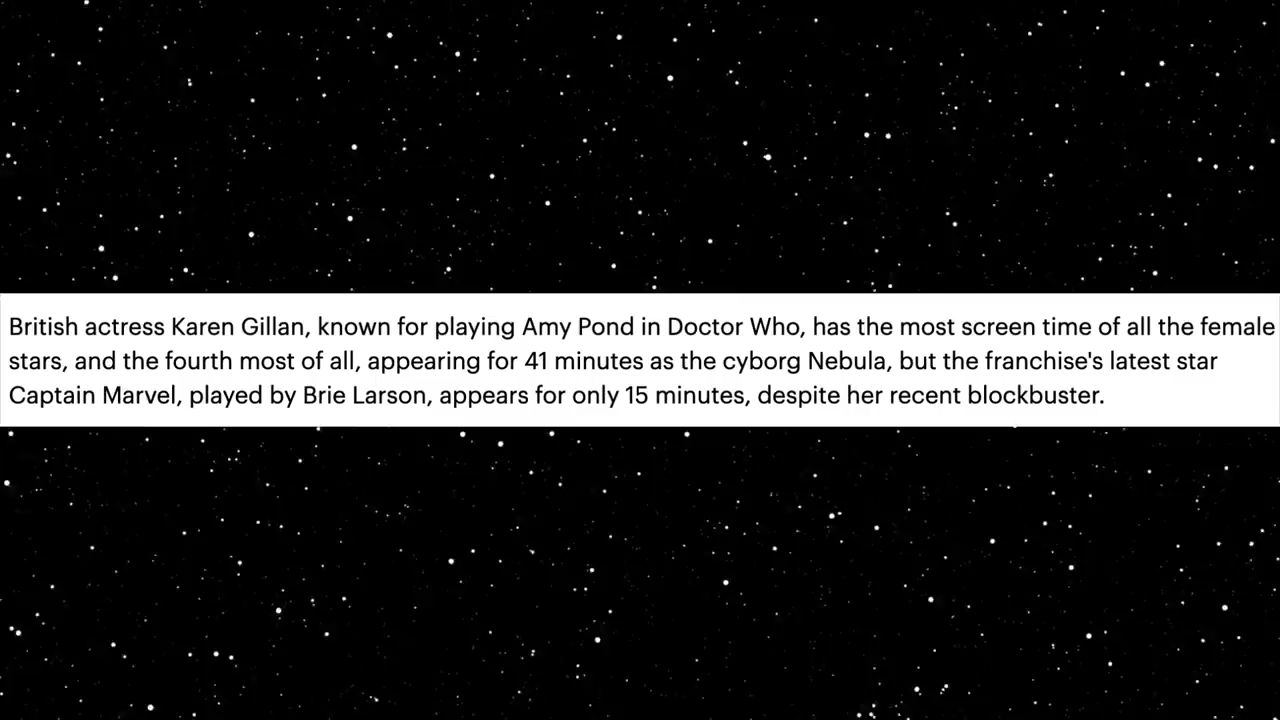 British actress Karen Gillan, known for playing Amy Pond in Doctor Who, has the most screen time of all the female
stars, and the fourth most of all, appearing for 41 minutes as the cyborg Nebula, but the franchise's latest star
Captain Marvel, played by Brie Larson, appears for only 15 minutes, despite her recent blockbuster.